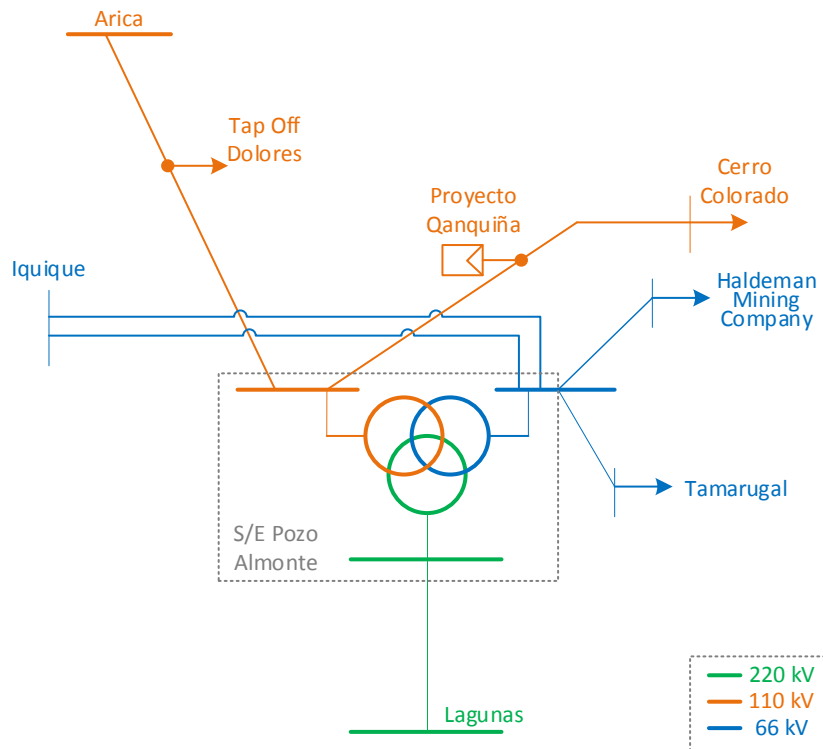 Arica
Tap Off
Dolores
Cerro
Colorado
Proyecto
Qanquiña
Iquique
Haldeman
Mining
Company
Tamarugal
S/E Pozo
Almonte
Lagunas
220 kV
110 kV
66 kV